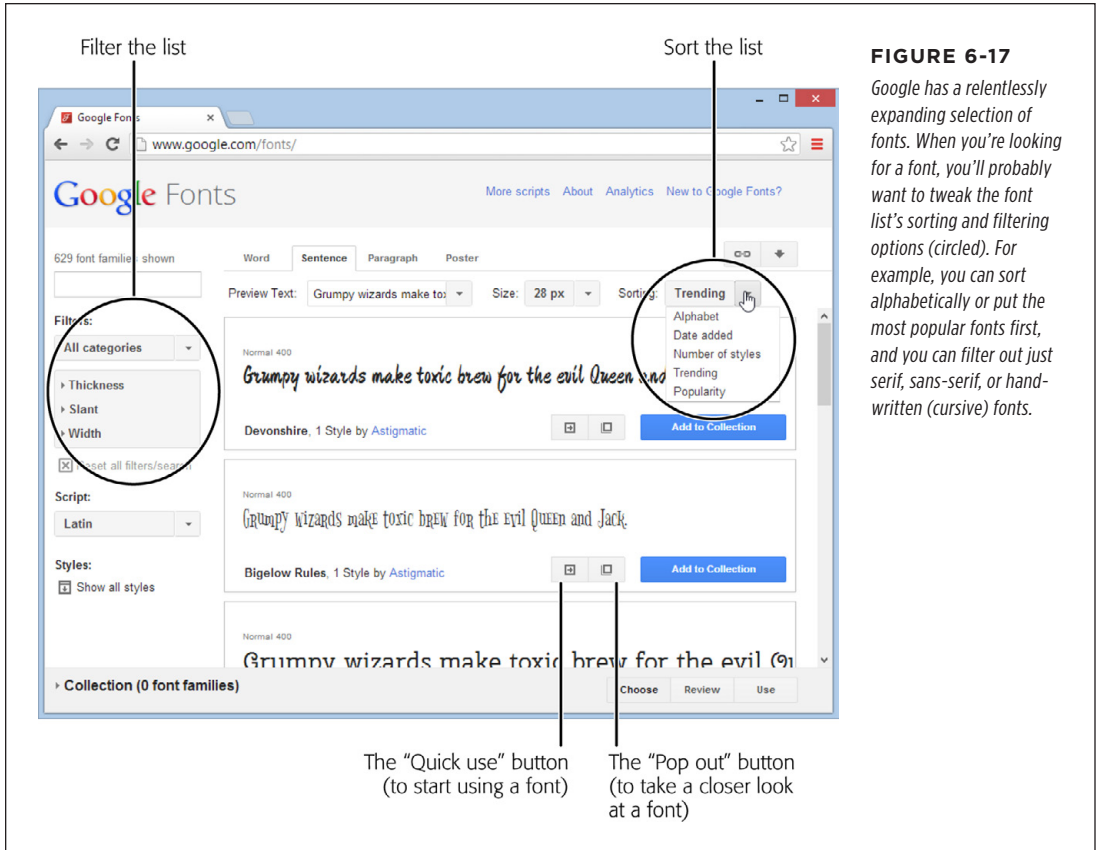 Filter the list
Sort the list
Google Fonts
www.google.com/fonts/
Google Fonts
More scripts About Analytics New to Google Fonts?
629 font families shown
Word Sentence Paragraph Poster
Preview Text: Grumpy wizards make to Size: 28 px Sorting: Trending
Alphabet
Date added
Number of styles
Trending
Popularity
Filters:
All categories
Thickness
Slant
Width
Reset all filters/search
Script:
Latin
Styles:
Show all styles
Normal 400
Grumpy wizards make toxic brew for the evil Queen and
Devonshire, 1 Style by Astigmatic
Add to Collection
Normal 400
Grumpy wizards make toxic brew for the evil Queen and Jack.
Bigelow Rules, 1 Style by Astigmatic
Add to Collection
Normal 400
Grumpy wizards make toxic brew for the evil
Collection (0 font families)
Choose Review Use
The "Quick use" button
(to start using a font)
The "Pop out" button
(to take a closer look
at a font)
FIGURE 6-17
Google has a relentlessly
expanding selection of
fonts. When you're looking
for a font, you'll probably
want to tweak the font
list's sorting and filtering
options (circled). For
example, you can sort
alphabetically or put the
most popular fonts first,
and you can filter out just
serif, sans-serif, or hand-
written (cursive) fonts.